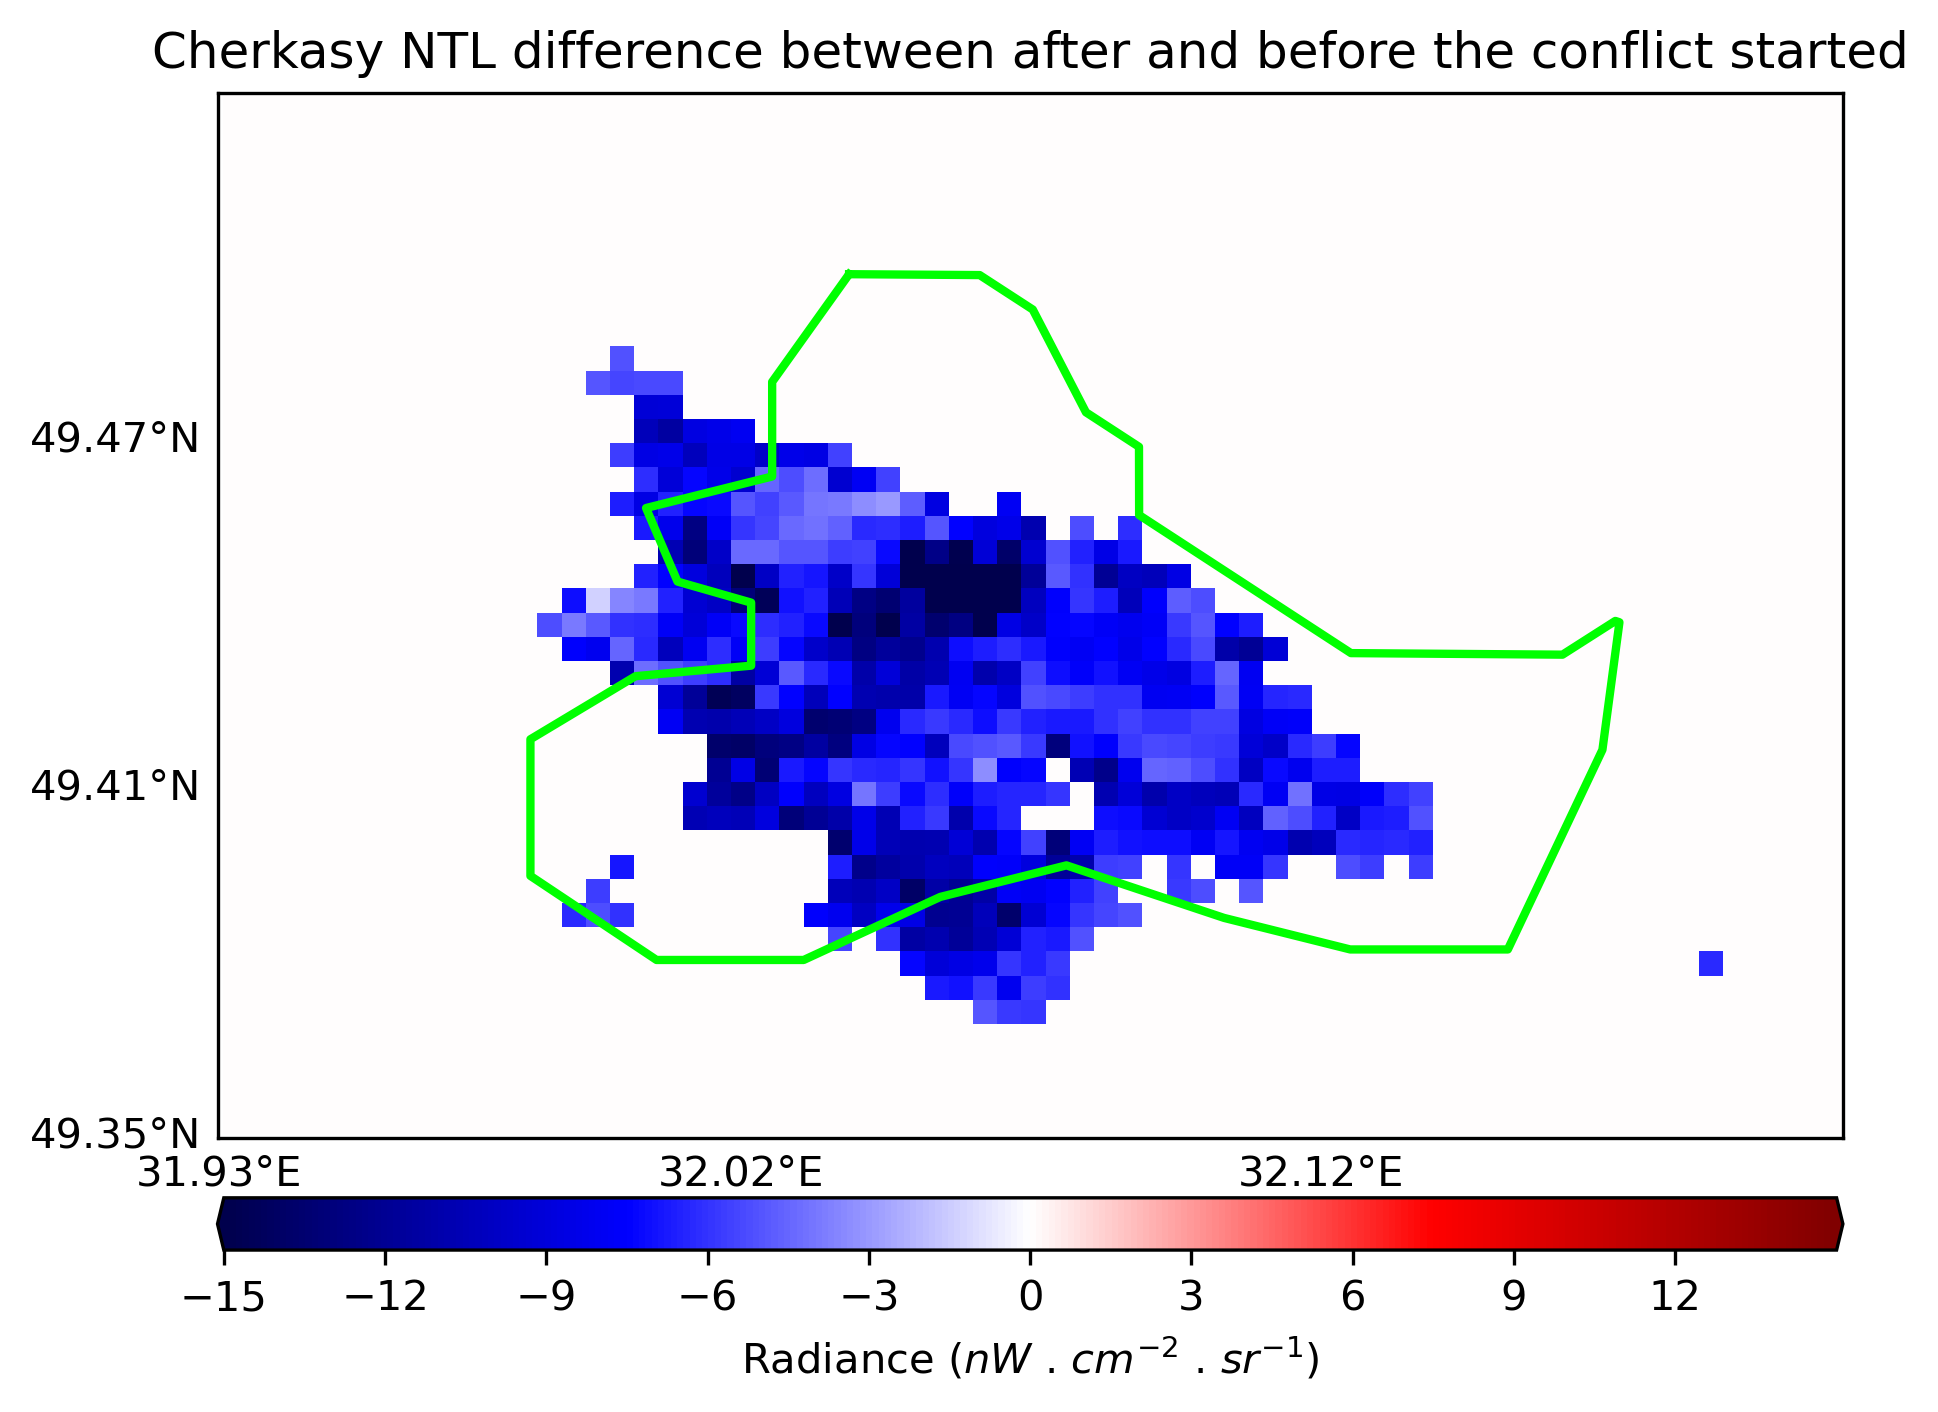 Cherkasy NTL difference between after and before the conflict started
49.47°N
49.41°N
49.35°N
31.93°E 32.02°E 32.12°E
−15 −12 −9 −6 −3 0 3 6 9 12
Radiance (nW . cm⁻² . sr⁻¹)